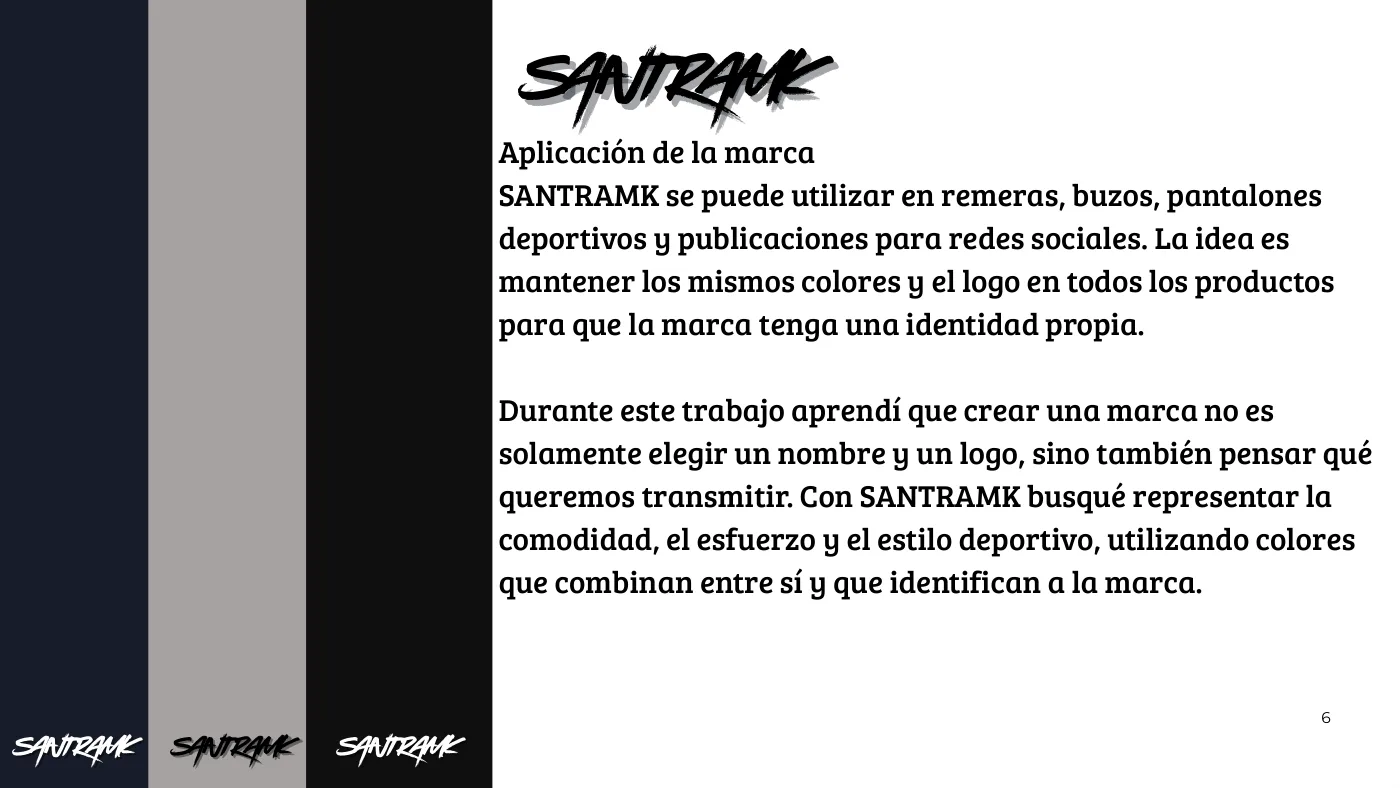 SANTRAMK
Aplicación de la marca
SANTRAMK se puede utilizar en remeras, buzos, pantalones
deportivos y publicaciones para redes sociales. La idea es
mantener los mismos colores y el logo en todos los productos
para que la marca tenga una identidad propia.
Durante este trabajo aprendí que crear una marca no es
solamente elegir un nombre y un logo, sino también pensar qué
queremos transmitir. Con SANTRAMK busqué representar la
comodidad, el esfuerzo y el estilo deportivo, utilizando colores
que combinan entre sí y que identifican a la marca.
6
SANTRAMK
SANTRAMK
SANTRAMK